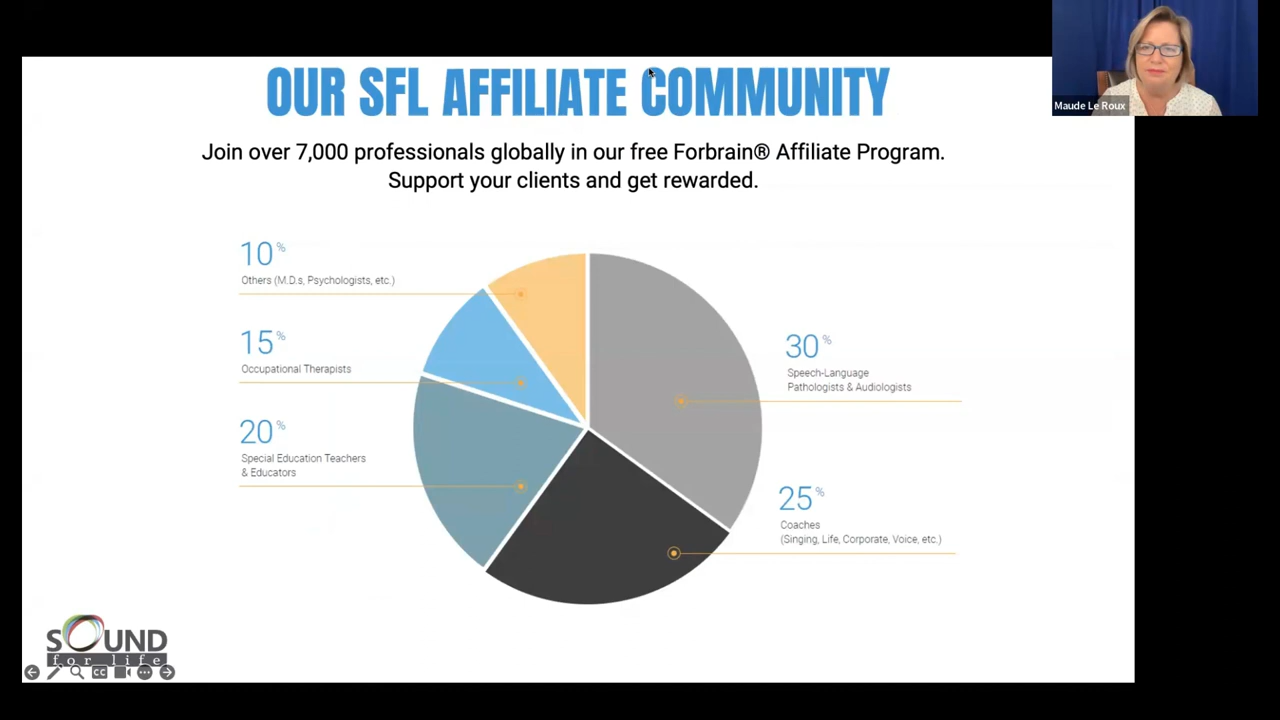 OUR SFL AFFILIATE COMMUNITY
Maude Le Roux
Join over 7,000 professionals globally in our free Forbrain® Affiliate Program.
Support your clients and get rewarded.
10%
Others (M.D.s, Psychologists, etc.)
15%
Occupational Therapists
20%
Special Education Teachers
& Educators
30%
Speech-Language
Pathologists & Audiologists
25%
Coaches
(Singing, Life, Corporate, Voice, etc.)
SOUND
for life
CC